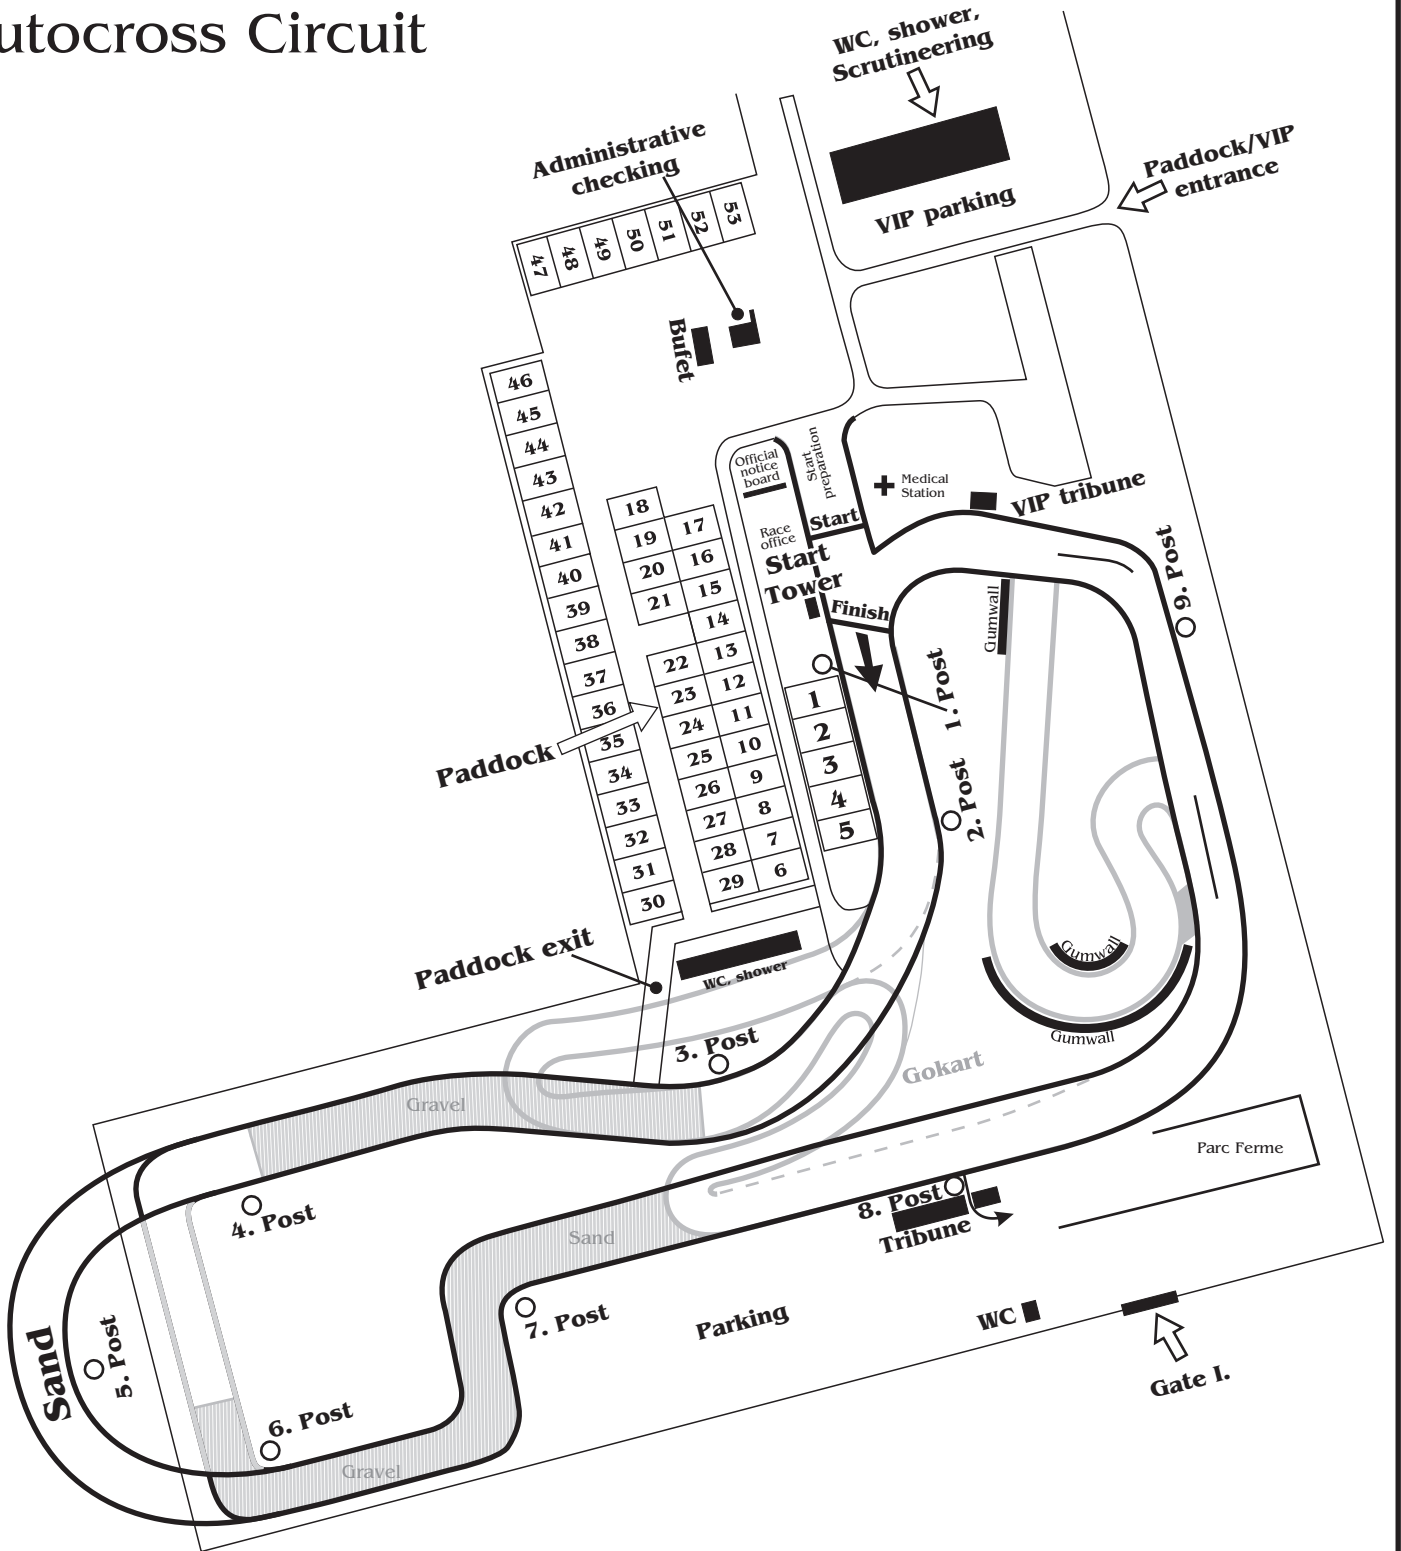 utocross Circuit
WC, shower,
Scrutineering
Administrative
checking
Paddock/VIP
entrance
VIP parking
47
48
49
50
51
52
53
Bufet
46
45
44
43
42
41
40
39
38
37
36
35
34
33
32
31
30
18
19
20
21
17
16
15
14
13
12
11
10
9
8
7
6
22
23
24
25
26
27
28
29
Official
notice
board
Start
preparation
Medical
Station
VIP tribune
Race
office
Start
Start
Tower
Finish
1
2
3
4
5
Gumwall
9. Post
1. Post
2. Post
Paddock
Paddock exit
WC, shower
Gumwall
Gumwall
3. Post
Gokart
Gravel
Parc Ferme
4. Post
8. Post
Tribune
Sand
7. Post
Parking
WC
Gate I.
5. Post
Sand
6. Post
Gravel